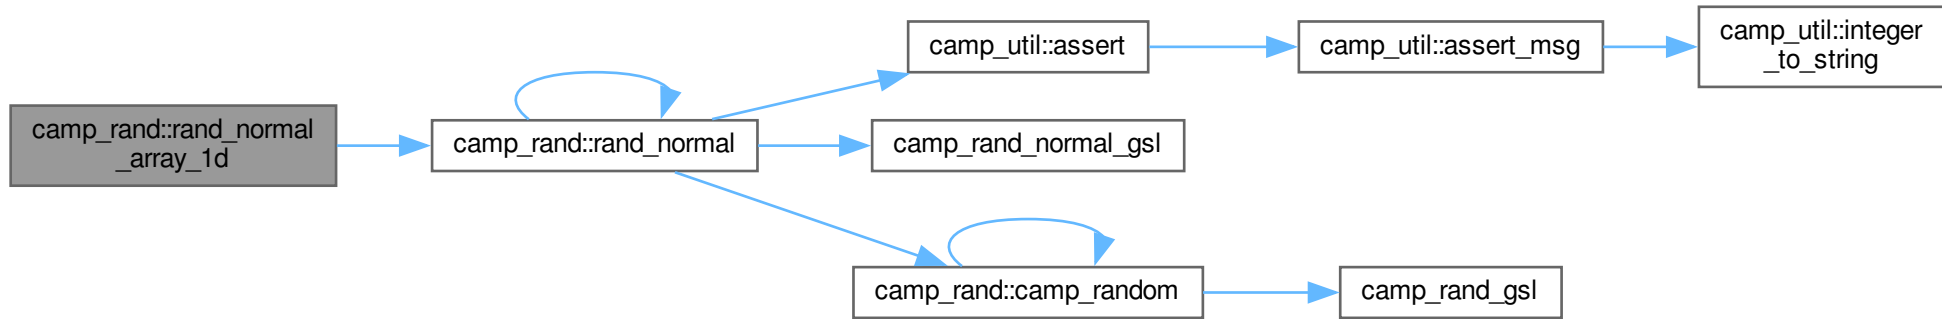 camp_rand::rand_normal
_array_1d
camp_rand::rand_normal
camp_util::assert
camp_util::assert_msg
camp_util::integer
_to_string
camp_rand_normal_gsl
camp_rand::camp_random
camp_rand_gsl